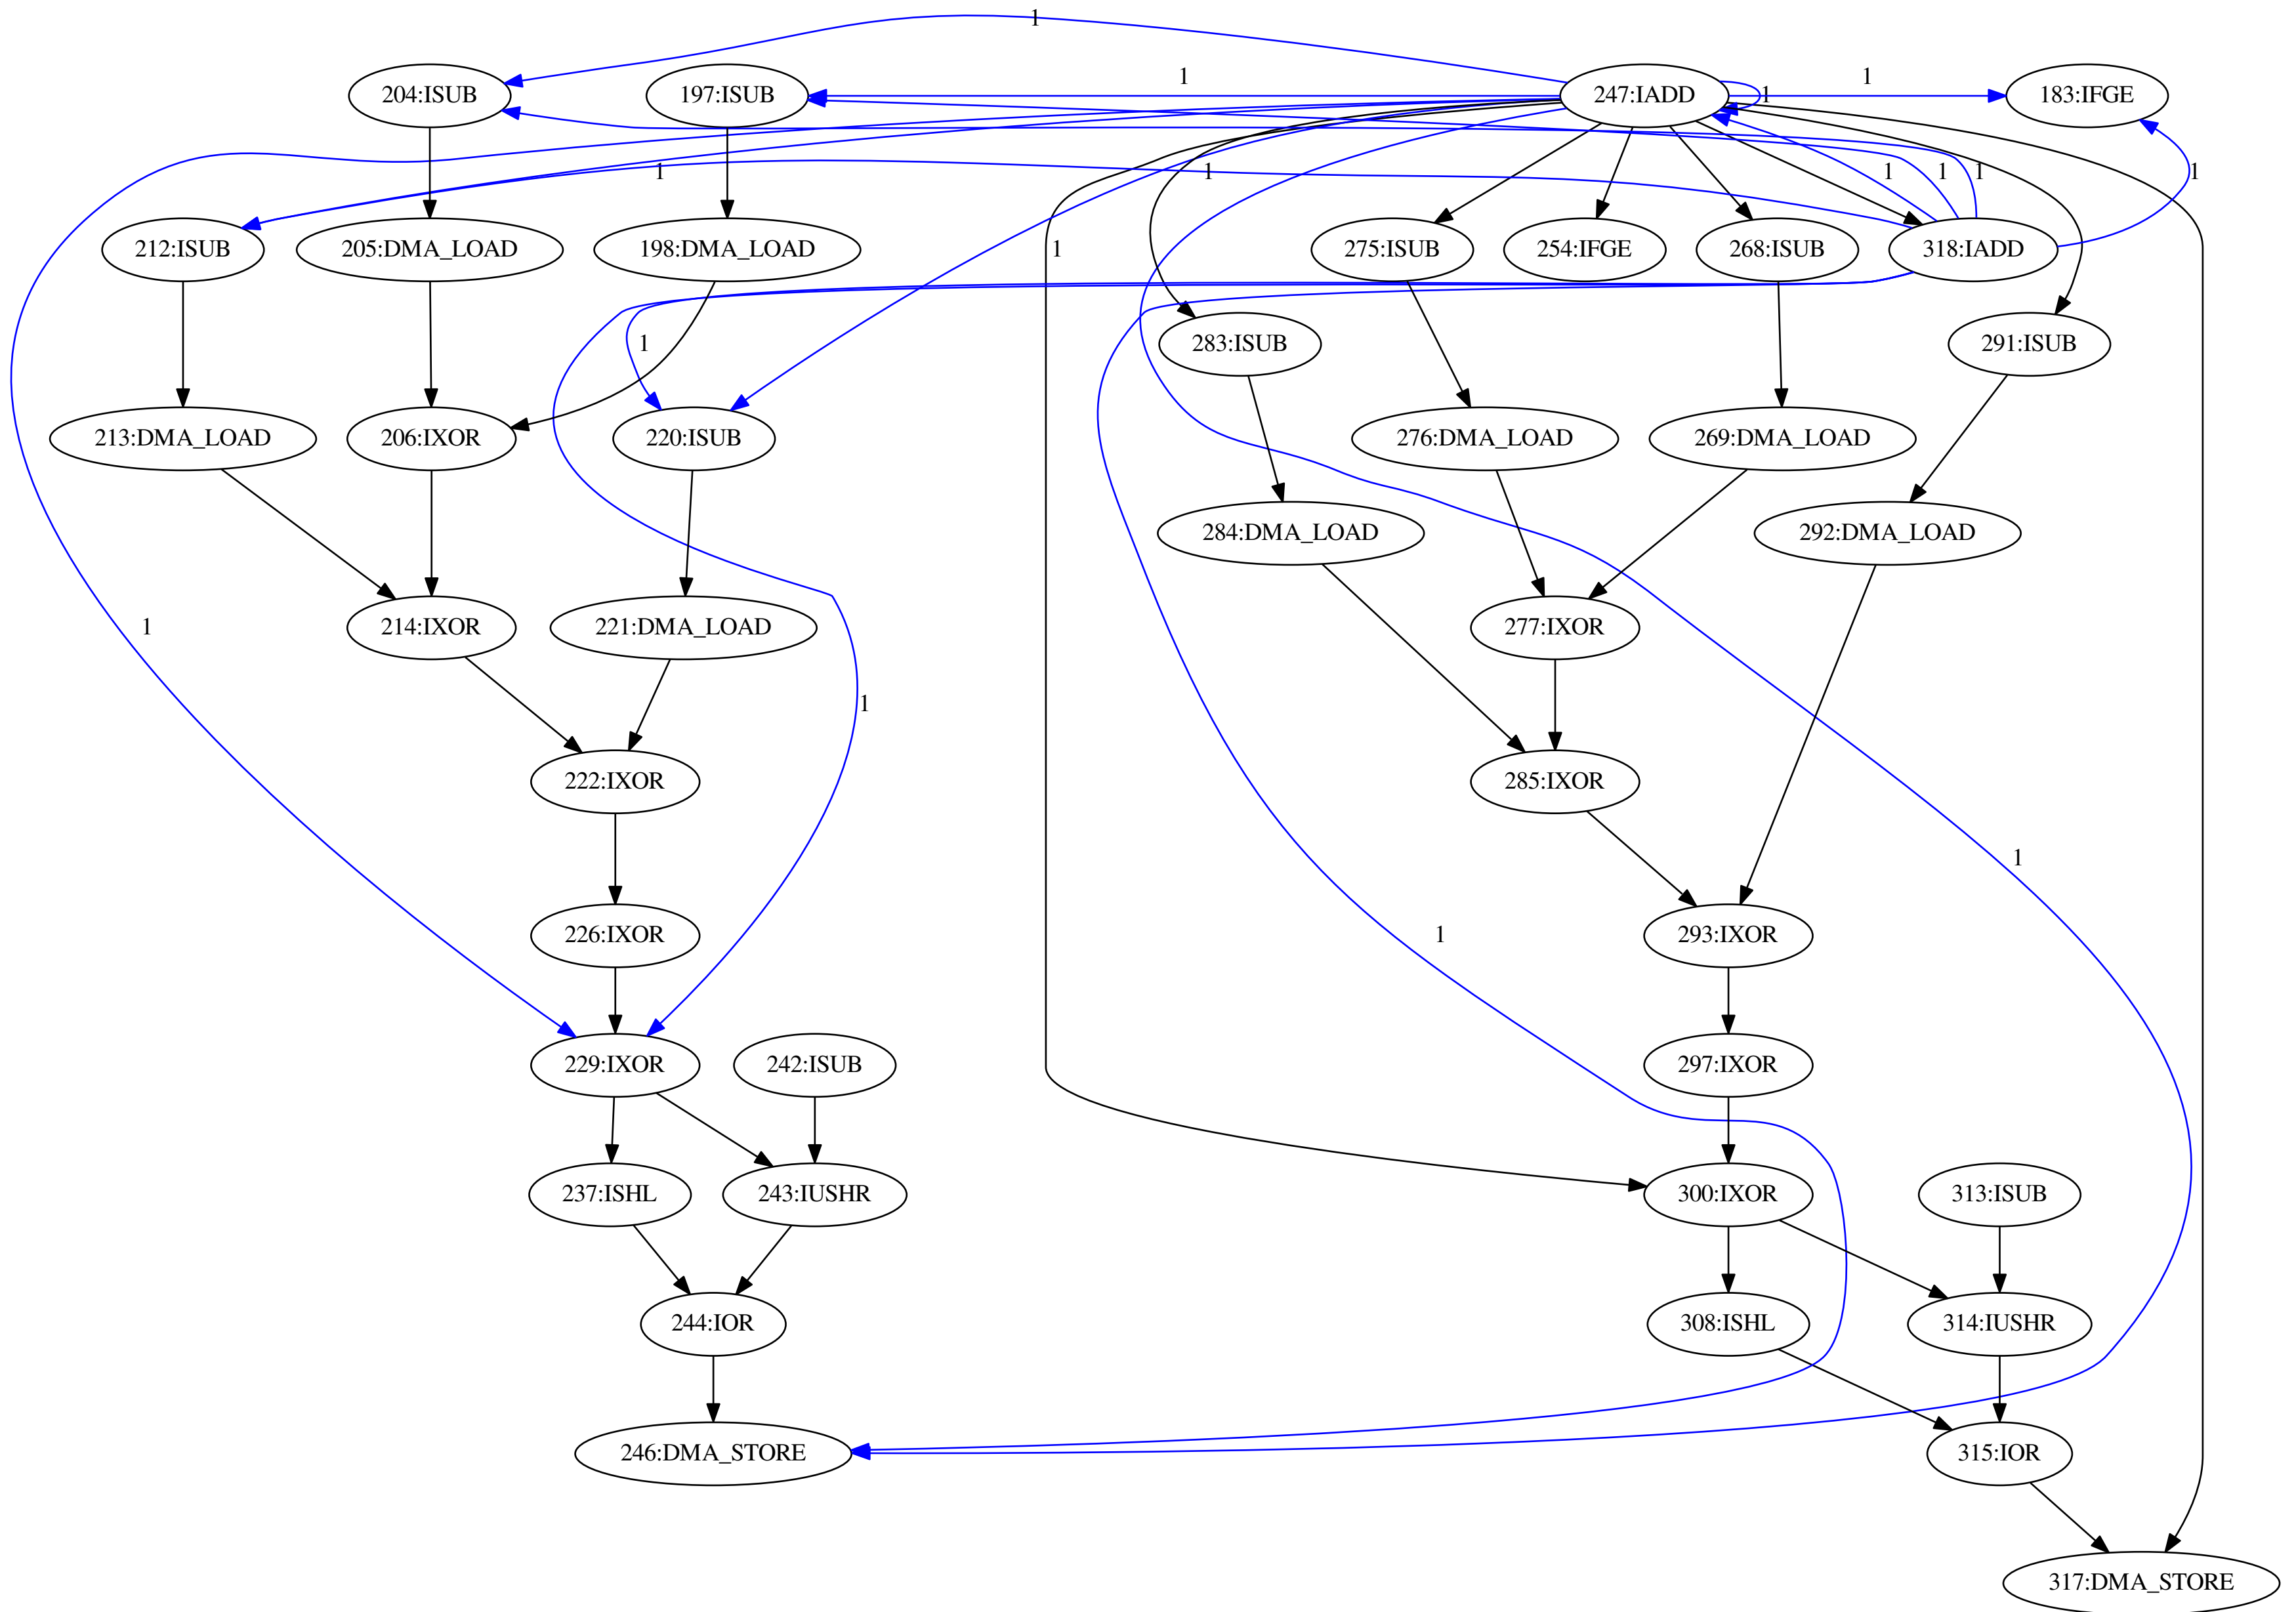 1
204:ISUB
197:ISUB
1
247:IADD
1
1
183:IFGE
1
1
1
1
1
1
212:ISUB
205:DMA_LOAD
198:DMA_LOAD
1
275:ISUB
254:IFGE
268:ISUB
318:IADD
1
283:ISUB
291:ISUB
213:DMA_LOAD
206:IXOR
220:ISUB
276:DMA_LOAD
269:DMA_LOAD
284:DMA_LOAD
292:DMA_LOAD
1
214:IXOR
221:DMA_LOAD
277:IXOR
1
222:IXOR
285:IXOR
1
226:IXOR
1
293:IXOR
229:IXOR
242:ISUB
297:IXOR
237:ISHL
243:IUSHR
300:IXOR
313:ISUB
244:IOR
308:ISHL
314:IUSHR
246:DMA_STORE
315:IOR
317:DMA_STORE